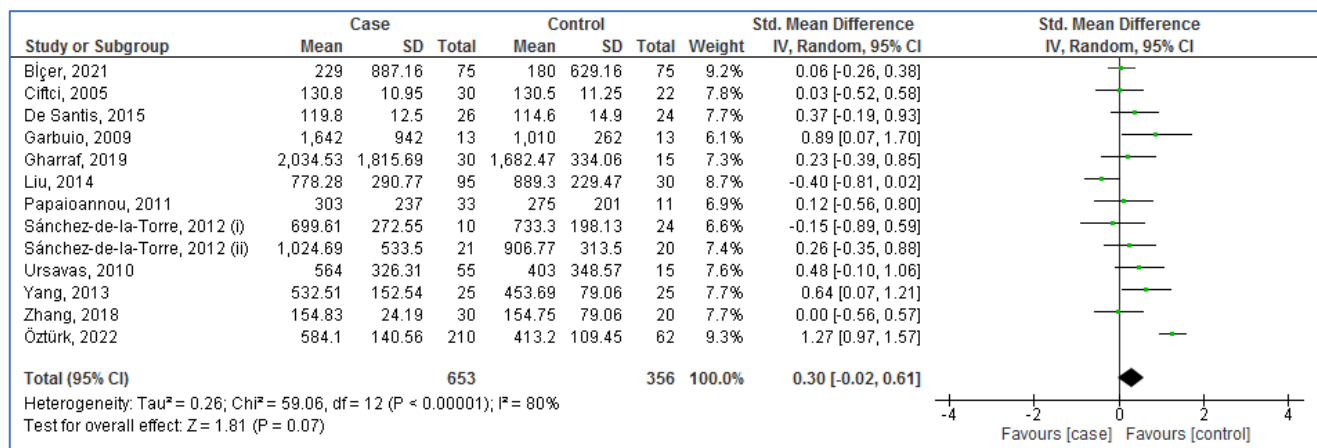 Case Control Std. Mean Difference Std. Mean Difference
Study or Subgroup Mean SD Total Mean SD Total Weight IV, Random, 95% CI IV, Random, 95% CI
Bİçer, 2021 229 887.16 75 180 629.16 75 9.2% 0.06 [-0.26, 0.38]
Ciftci, 2005 130.8 10.95 30 130.5 11.25 22 7.8% 0.03 [-0.52, 0.58]
De Santis, 2015 119.8 12.5 26 114.6 14.9 24 7.7% 0.37 [-0.19, 0.93]
Garbuio, 2009 1,642 942 13 1,010 262 13 6.1% 0.89 [0.07, 1.70]
Gharraf, 2019 2,034.53 1,815.69 30 1,682.47 334.06 15 7.3% 0.23 [-0.39, 0.85]
Liu, 2014 778.28 290.77 95 889.3 229.47 30 8.7% -0.40 [-0.81, 0.02]
Papaioannou, 2011 303 237 33 275 201 11 6.9% 0.12 [-0.56, 0.80]
Sánchez-de-la-Torre, 2012 (i) 699.61 272.55 10 733.3 198.13 24 6.6% -0.15 [-0.89, 0.59]
Sánchez-de-la-Torre, 2012 (ii) 1,024.69 533.5 21 906.77 313.5 20 7.4% 0.26 [-0.35, 0.88]
Ursavas, 2010 564 326.31 55 403 348.57 15 7.6% 0.48 [-0.10, 1.06]
Yang, 2013 532.51 152.54 25 453.69 79.06 25 7.7% 0.64 [0.07, 1.21]
Zhang, 2018 154.83 24.19 30 154.75 79.06 20 7.7% 0.00 [-0.56, 0.57]
Öztürk, 2022 584.1 140.56 210 413.2 109.45 62 9.3% 1.27 [0.97, 1.57]
Total (95% CI) 653 356 100.0% 0.30 [-0.02, 0.61]
Heterogeneity: Tau² = 0.26; Chi² = 59.06, df = 12 (P < 0.00001); I² = 80%
Test for overall effect: Z = 1.81 (P = 0.07)
-4 -2 0 2 4
Favours [case] Favours [control]